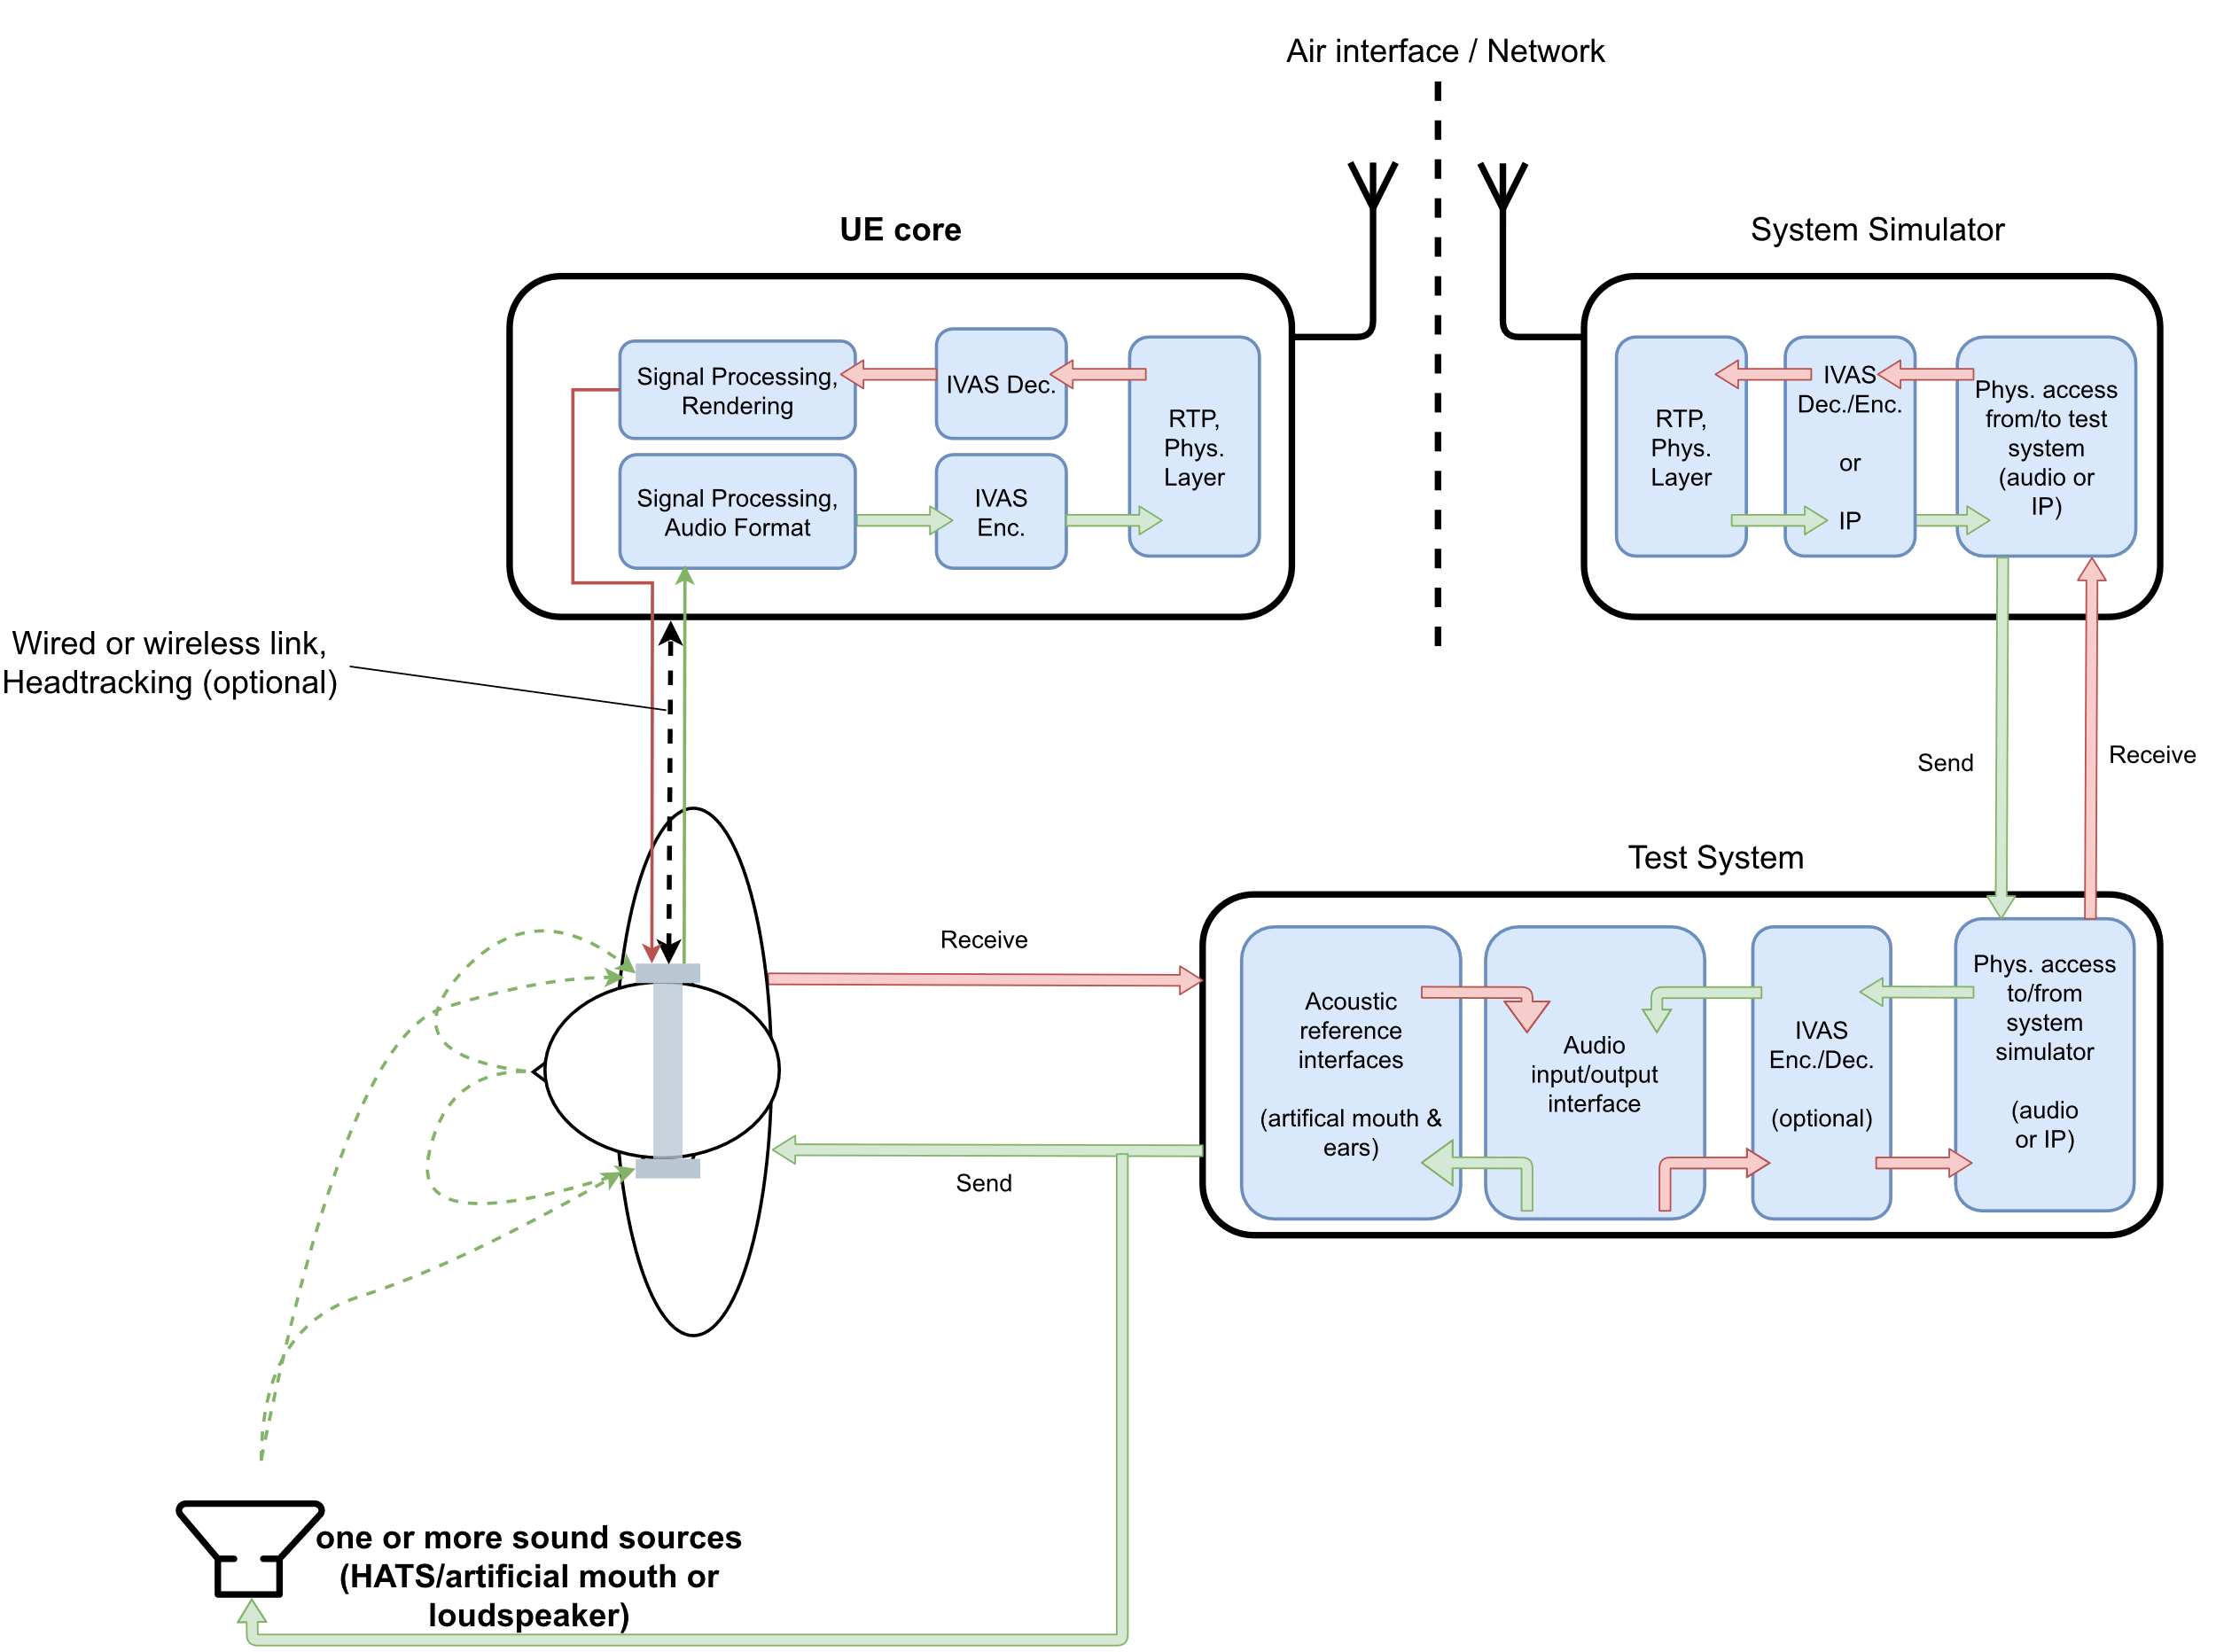 Air interface / Network
UE core
System Simulator
Signal Processing,
Rendering
IVAS Dec.
RTP,
Phys.
Layer
Signal Processing,
Audio Format
IVAS
Enc.
RTP,
Phys.
Layer
IVAS
Dec./Enc.
or
IP
Phys. access
from/to test
system
(audio or
IP)
Wired or wireless link,
Headtracking (optional)
Send
Receive
Test System
Receive
Send
Acoustic
reference
interfaces
(artifical mouth &
ears)
Audio
input/output
interface
IVAS
Enc./Dec.
(optional)
Phys. access
to/from
system
simulator
(audio
or IP)
one or more sound sources
(HATS/artificial mouth or
loudspeaker)